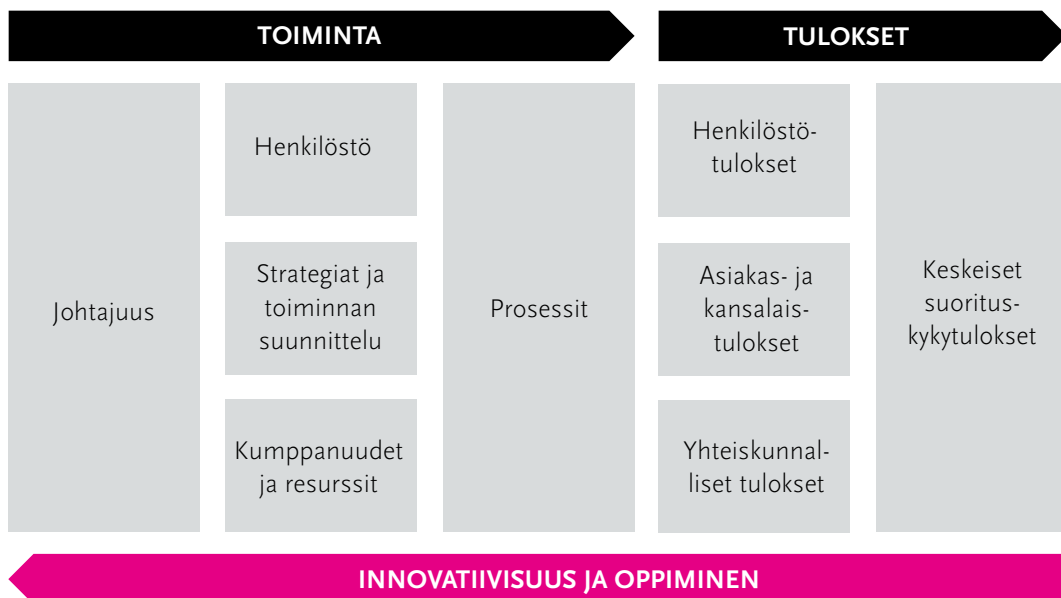 TOIMINTA
TULOKSET
Johtajuus
Henkilöstö
Strategiat ja
toiminnan
suunnittelu
Kumppanuudet
ja resurssit
Prosessit
Henkilöstö-
tulokset
Asiakas- ja
kansalais-
tulokset
Yhteiskunnal-
liset tulokset
Keskeiset
suoritus-
kykytulokset
INNOVATIIVISUUS JA OPPIMINEN